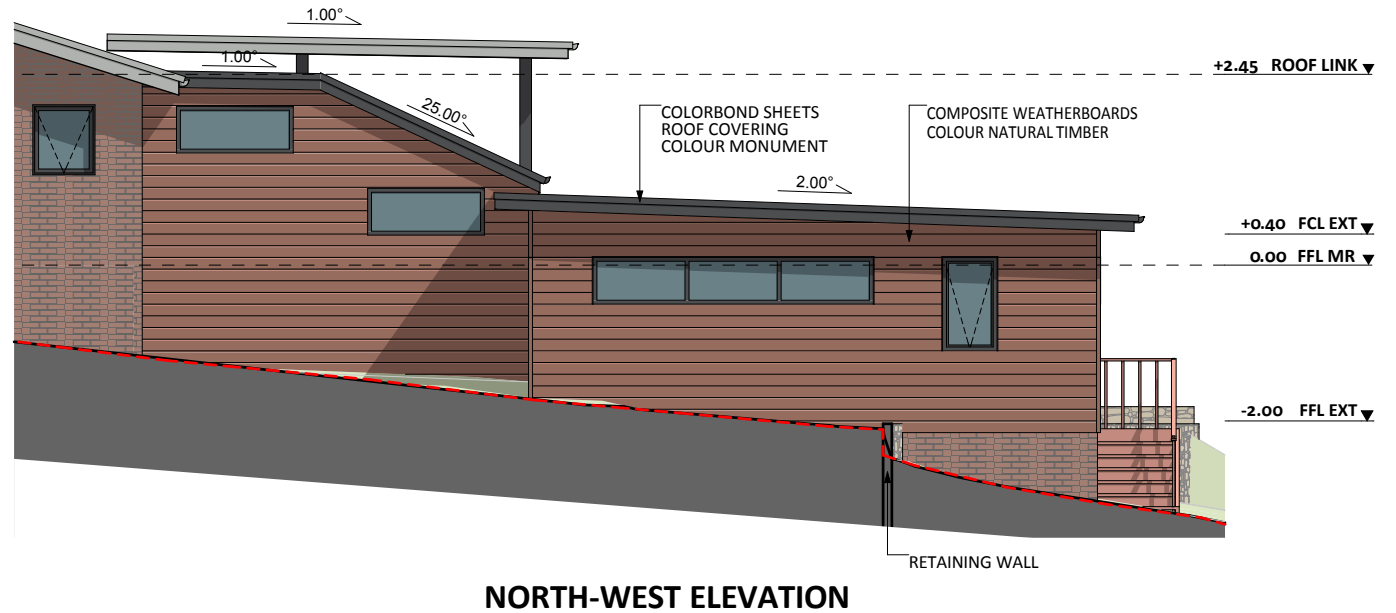 1.00°
1.00°
+2.45 ROOF LINK
25.00°
COLORBOND SHEETS
ROOF COVERING
COLOUR MONUMENT
COMPOSITE WEATHERBOARDS
COLOUR NATURAL TIMBER
2.00°
+0.40 FCL EXT
0.00 FFL MR
-2.00 FFL EXT
RETAINING WALL
NORTH-WEST ELEVATION